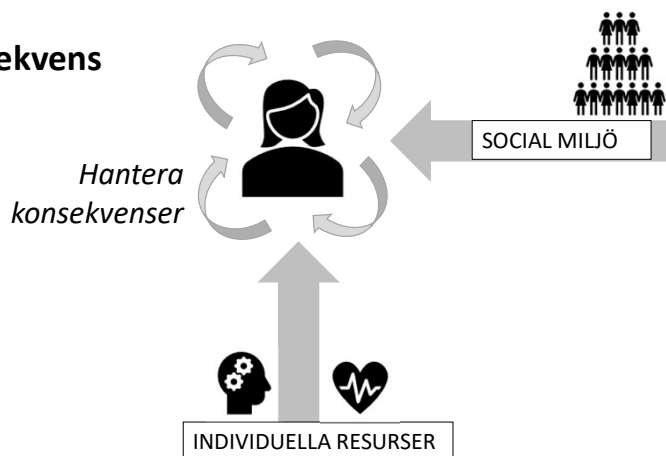 ekvens
SOCIAL MILJÖ
Hantera
konsekvenser
INDIVIDUELLA RESURSER